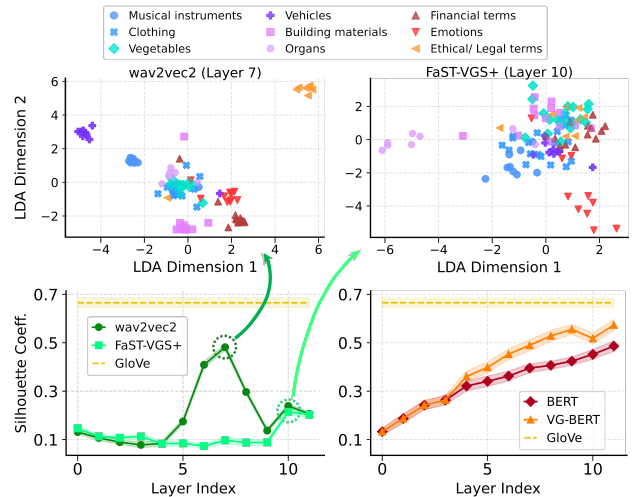 Musical instruments
Clothing
Vegetables
Vehicles
Building materials
Organs
Financial terms
Emotions
Ethical/ Legal terms
wav2vec2 (Layer 7)
LDA Dimension 2
6
4
2
0
−2
−4 −2 0 2 4 6
LDA Dimension 1
FaST-VGS+ (Layer 10)
2
0
−2
−4
−6 −4 −2 0 2
LDA Dimension 1
Silhouette Coeff.
0.7
0.5
0.3
0.1
wav2vec2
FaST-VGS+
GloVe
0 5 10
Layer Index
0.7
0.5
0.3
0.1
BERT
VG-BERT
GloVe
0 5 10
Layer Index